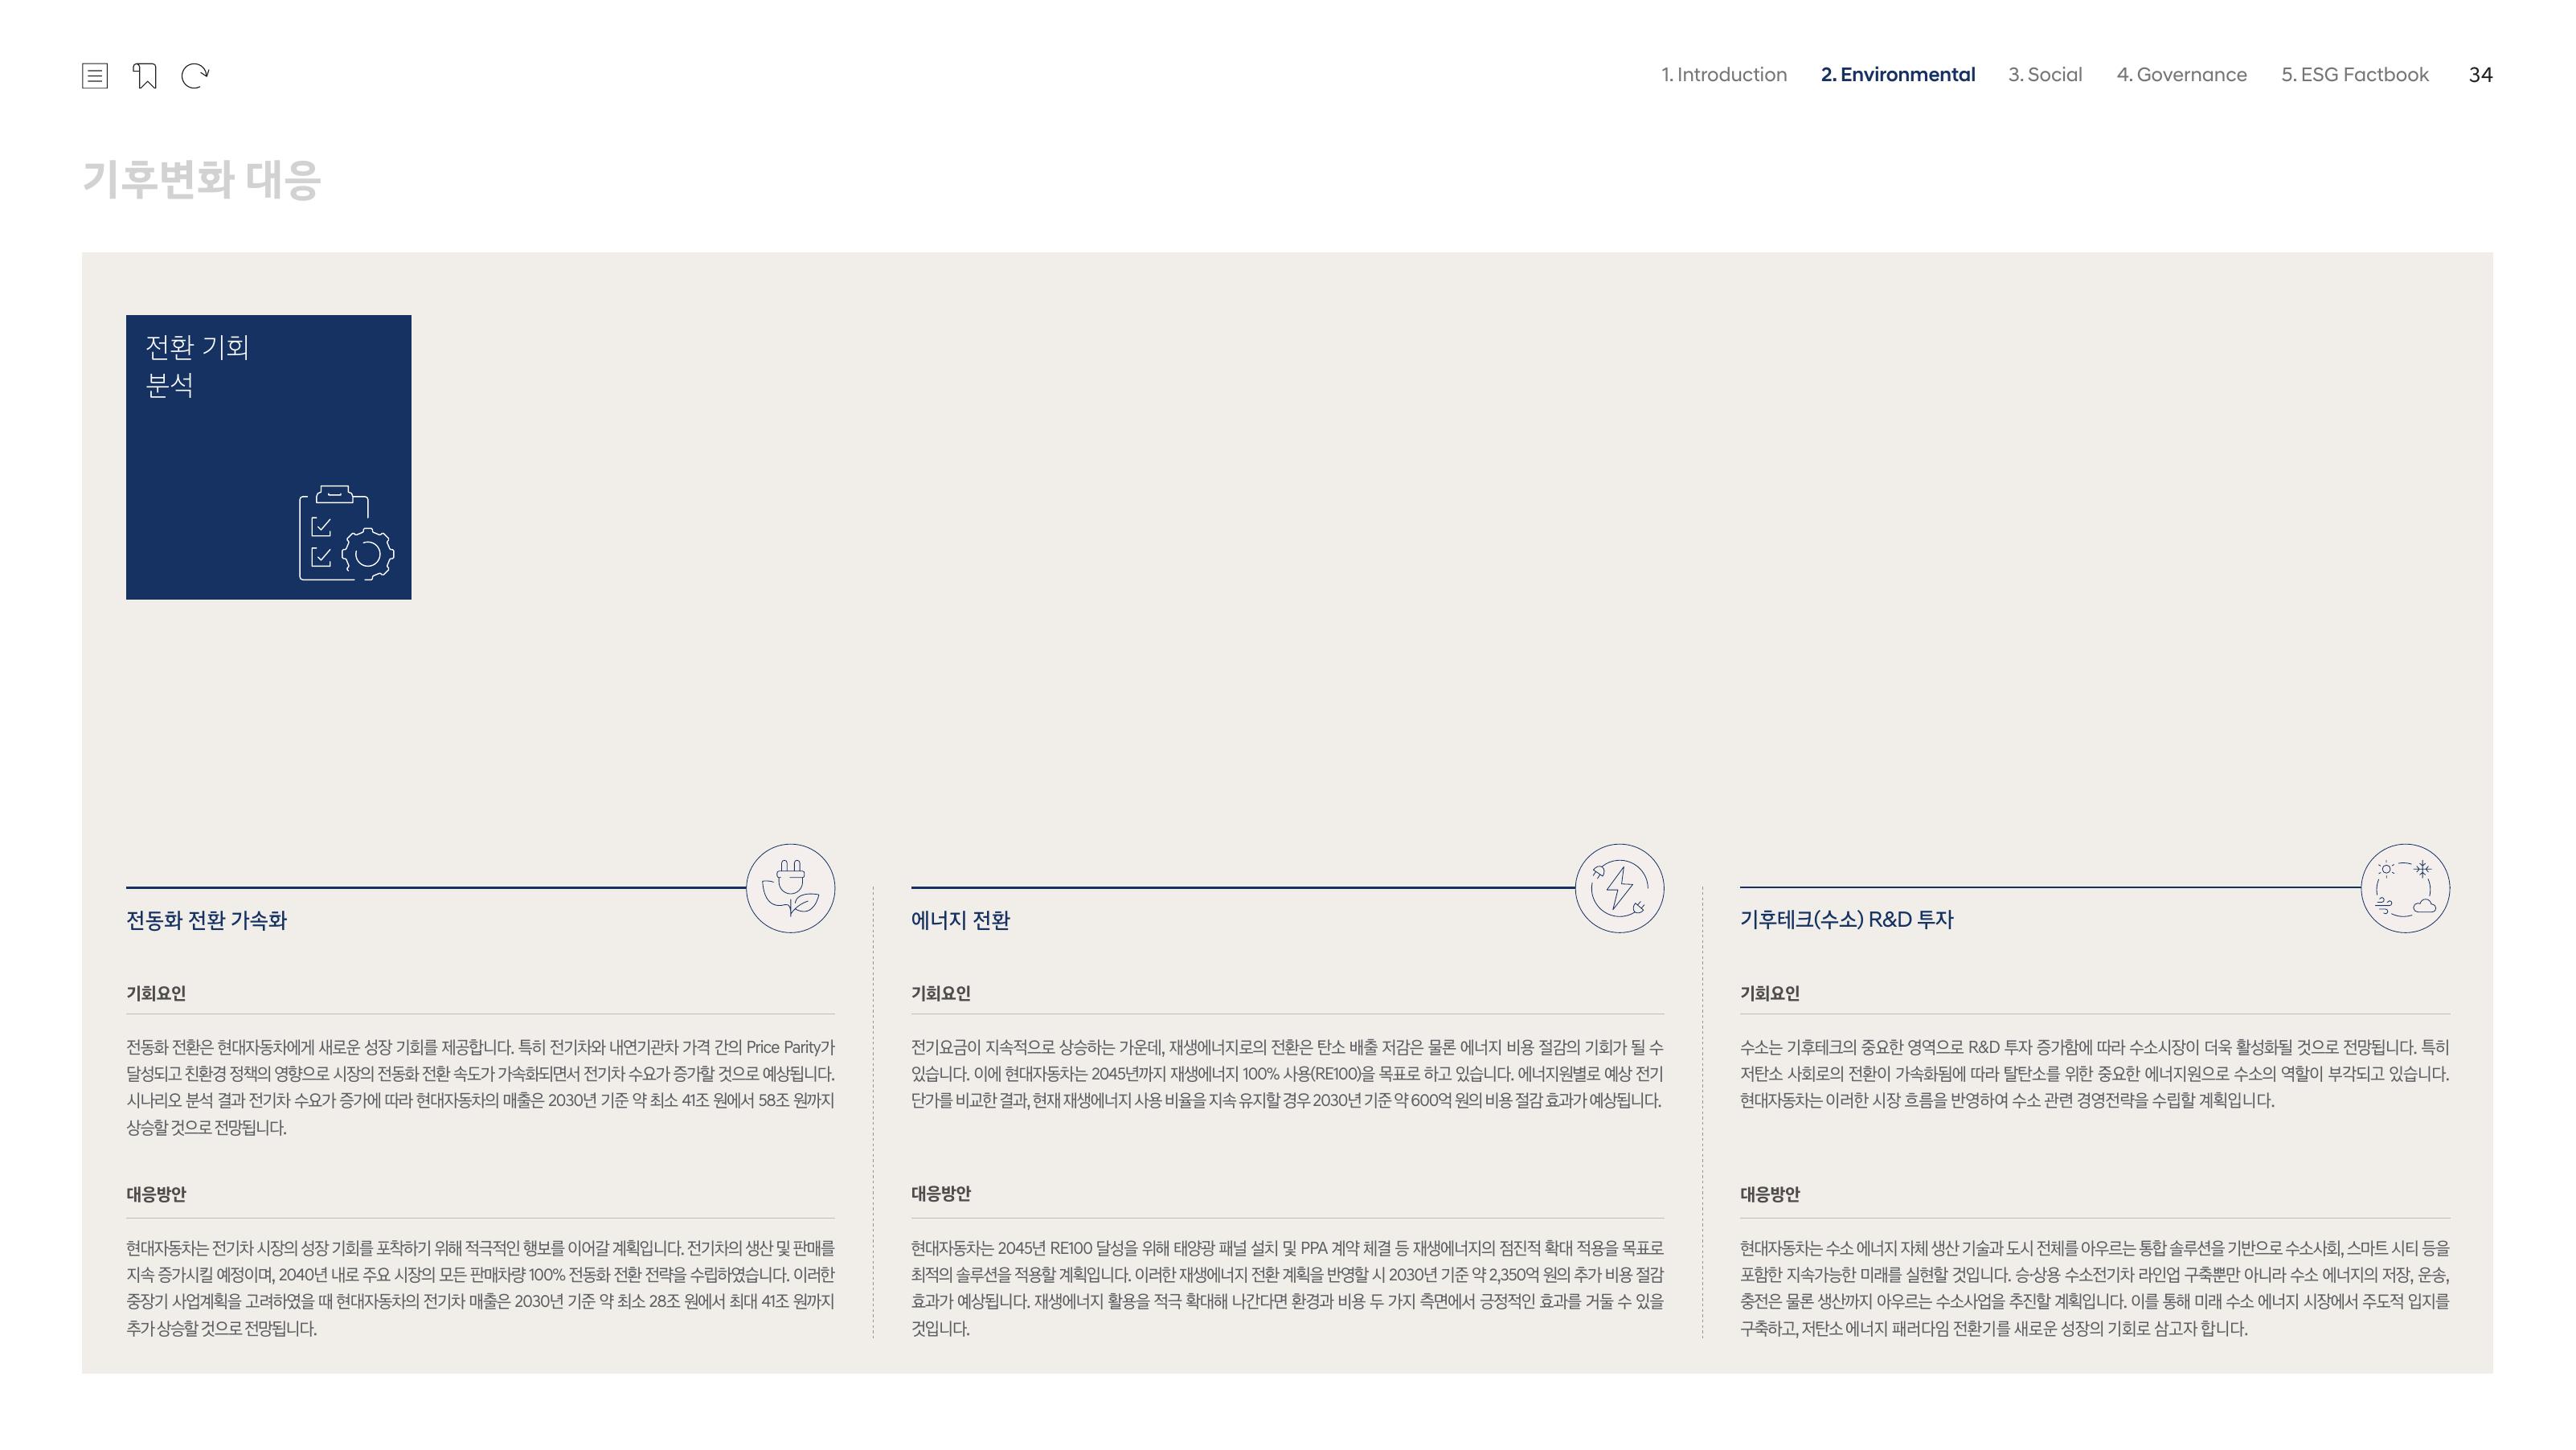 1. Introduction 2. Environmental 3. Social 4. Governance 5. ESG Factbook 34
기후변화 대응
전환 기회
분석
전동화 전환 가속화
기회요인
전동화 전환은 현대자동차에게 새로운 성장 기회를 제공합니다. 특히 전기차와 내연기관차 가격 간의 Price Parity가
달성되고 친환경 정책의 영향으로 시장의 전동화 전환 속도가 가속화되면서 전기차 수요가 증가할 것으로 예상됩니다.
시나리오 분석 결과 전기차 수요가 증가에 따라 현대자동차의 매출은 2030년 기준 약 최소 41조 원에서 58조 원까지
상승할 것으로 전망됩니다.
대응방안
현대자동차는 전기차 시장의 성장 기회를 포착하기 위해 적극적인 행보를 이어갈 계획입니다. 전기차의 생산 및 판매를
지속 증가시킬 예정이며, 2040년 내로 주요 시장의 모든 판매차량 100% 전동화 전환 전략을 수립하였습니다. 이러한
중장기 사업계획을 고려하였을 때 현대자동차의 전기차 매출은 2030년 기준 약 최소 28조 원에서 최대 41조 원까지
추가 상승할 것으로 전망됩니다.
에너지 전환
기회요인
전기요금이 지속적으로 상승하는 가운데, 재생에너지로의 전환은 탄소 배출 저감은 물론 에너지 비용 절감의 기회가 될 수
있습니다. 이에 현대자동차는 2045년까지 재생에너지 100% 사용(RE100)을 목표로 하고 있습니다. 에너지원별로 예상 전기
단가를 비교한 결과, 현재 재생에너지 사용 비율을 지속 유지할 경우 2030년 기준 약 600억 원의 비용 절감 효과가 예상됩니다.
대응방안
현대자동차는 2045년 RE100 달성을 위해 태양광 패널 설치 및 PPA 계약 체결 등 재생에너지의 점진적 확대 적용을 목표로
최적의 솔루션을 적용할 계획입니다. 이러한 재생에너지 전환 계획을 반영할 시 2030년 기준 약 2,350억 원의 추가 비용 절감
효과가 예상됩니다. 재생에너지 활용을 적극 확대해 나간다면 환경과 비용 두 가지 측면에서 긍정적인 효과를 거둘 수 있을
것입니다.
기후테크(수소) R&D 투자
기회요인
수소는 기후테크의 중요한 영역으로 R&D 투자 증가함에 따라 수소시장이 더욱 활성화될 것으로 전망됩니다. 특히
저탄소 사회로의 전환이 가속화됨에 따라 탈탄소를 위한 중요한 에너지원으로 수소의 역할이 부각되고 있습니다.
현대자동차는 이러한 시장 흐름을 반영하여 수소 관련 경영전략을 수립할 계획입니다.
대응방안
현대자동차는 수소 에너지 자체 생산 기술과 도시 전체를 아우르는 통합 솔루션을 기반으로 수소사회, 스마트 시티 등을
포함한 지속가능한 미래를 실현할 것입니다. 승·상용 수소전기차 라인업 구축뿐만 아니라 수소 에너지의 저장, 운송,
충전은 물론 생산까지 아우르는 수소사업을 추진할 계획입니다. 이를 통해 미래 수소 에너지 시장에서 주도적 입지를
구축하고, 저탄소 에너지 패러다임 전환기를 새로운 성장의 기회로 삼고자 합니다.